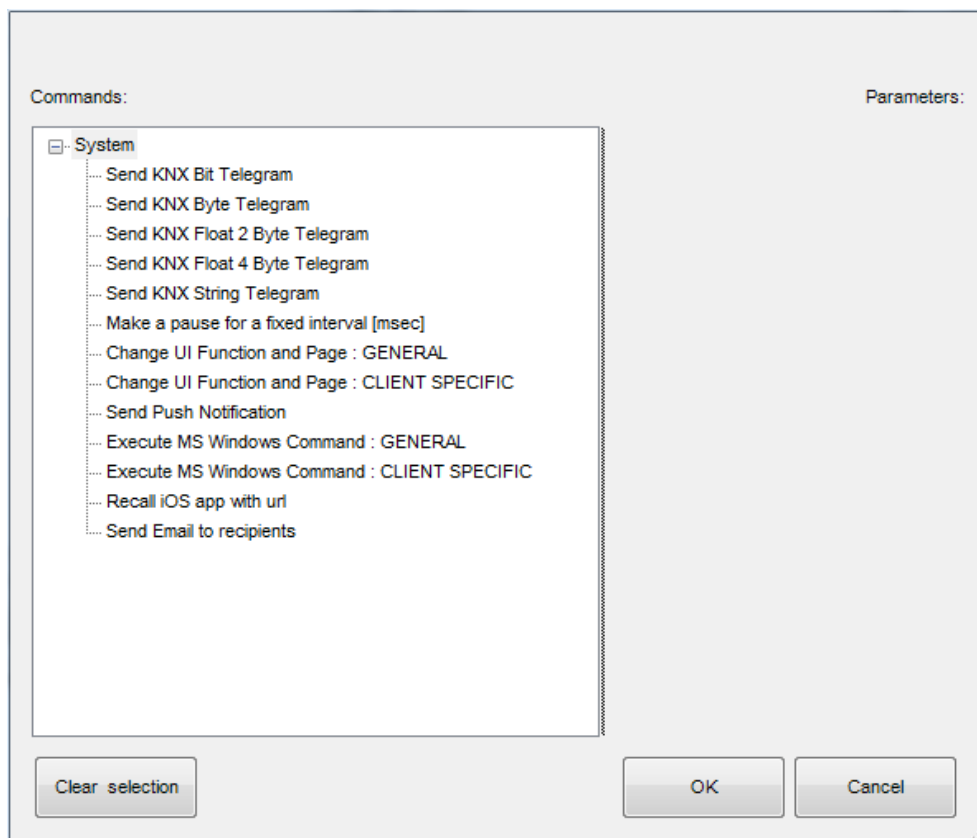 Commands:
Parameters:
System
Send KNX Bit Telegram
Send KNX Byte Telegram
Send KNX Float 2 Byte Telegram
Send KNX Float 4 Byte Telegram
Send KNX String Telegram
Make a pause for a fixed interval [msec]
Change UI Function and Page : GENERAL
Change UI Function and Page : CLIENT SPECIFIC
Send Push Notification
Execute MS Windows Command : GENERAL
Execute MS Windows Command : CLIENT SPECIFIC
Recall iOS app with url
Send Email to recipients
Clear selection
OK
Cancel